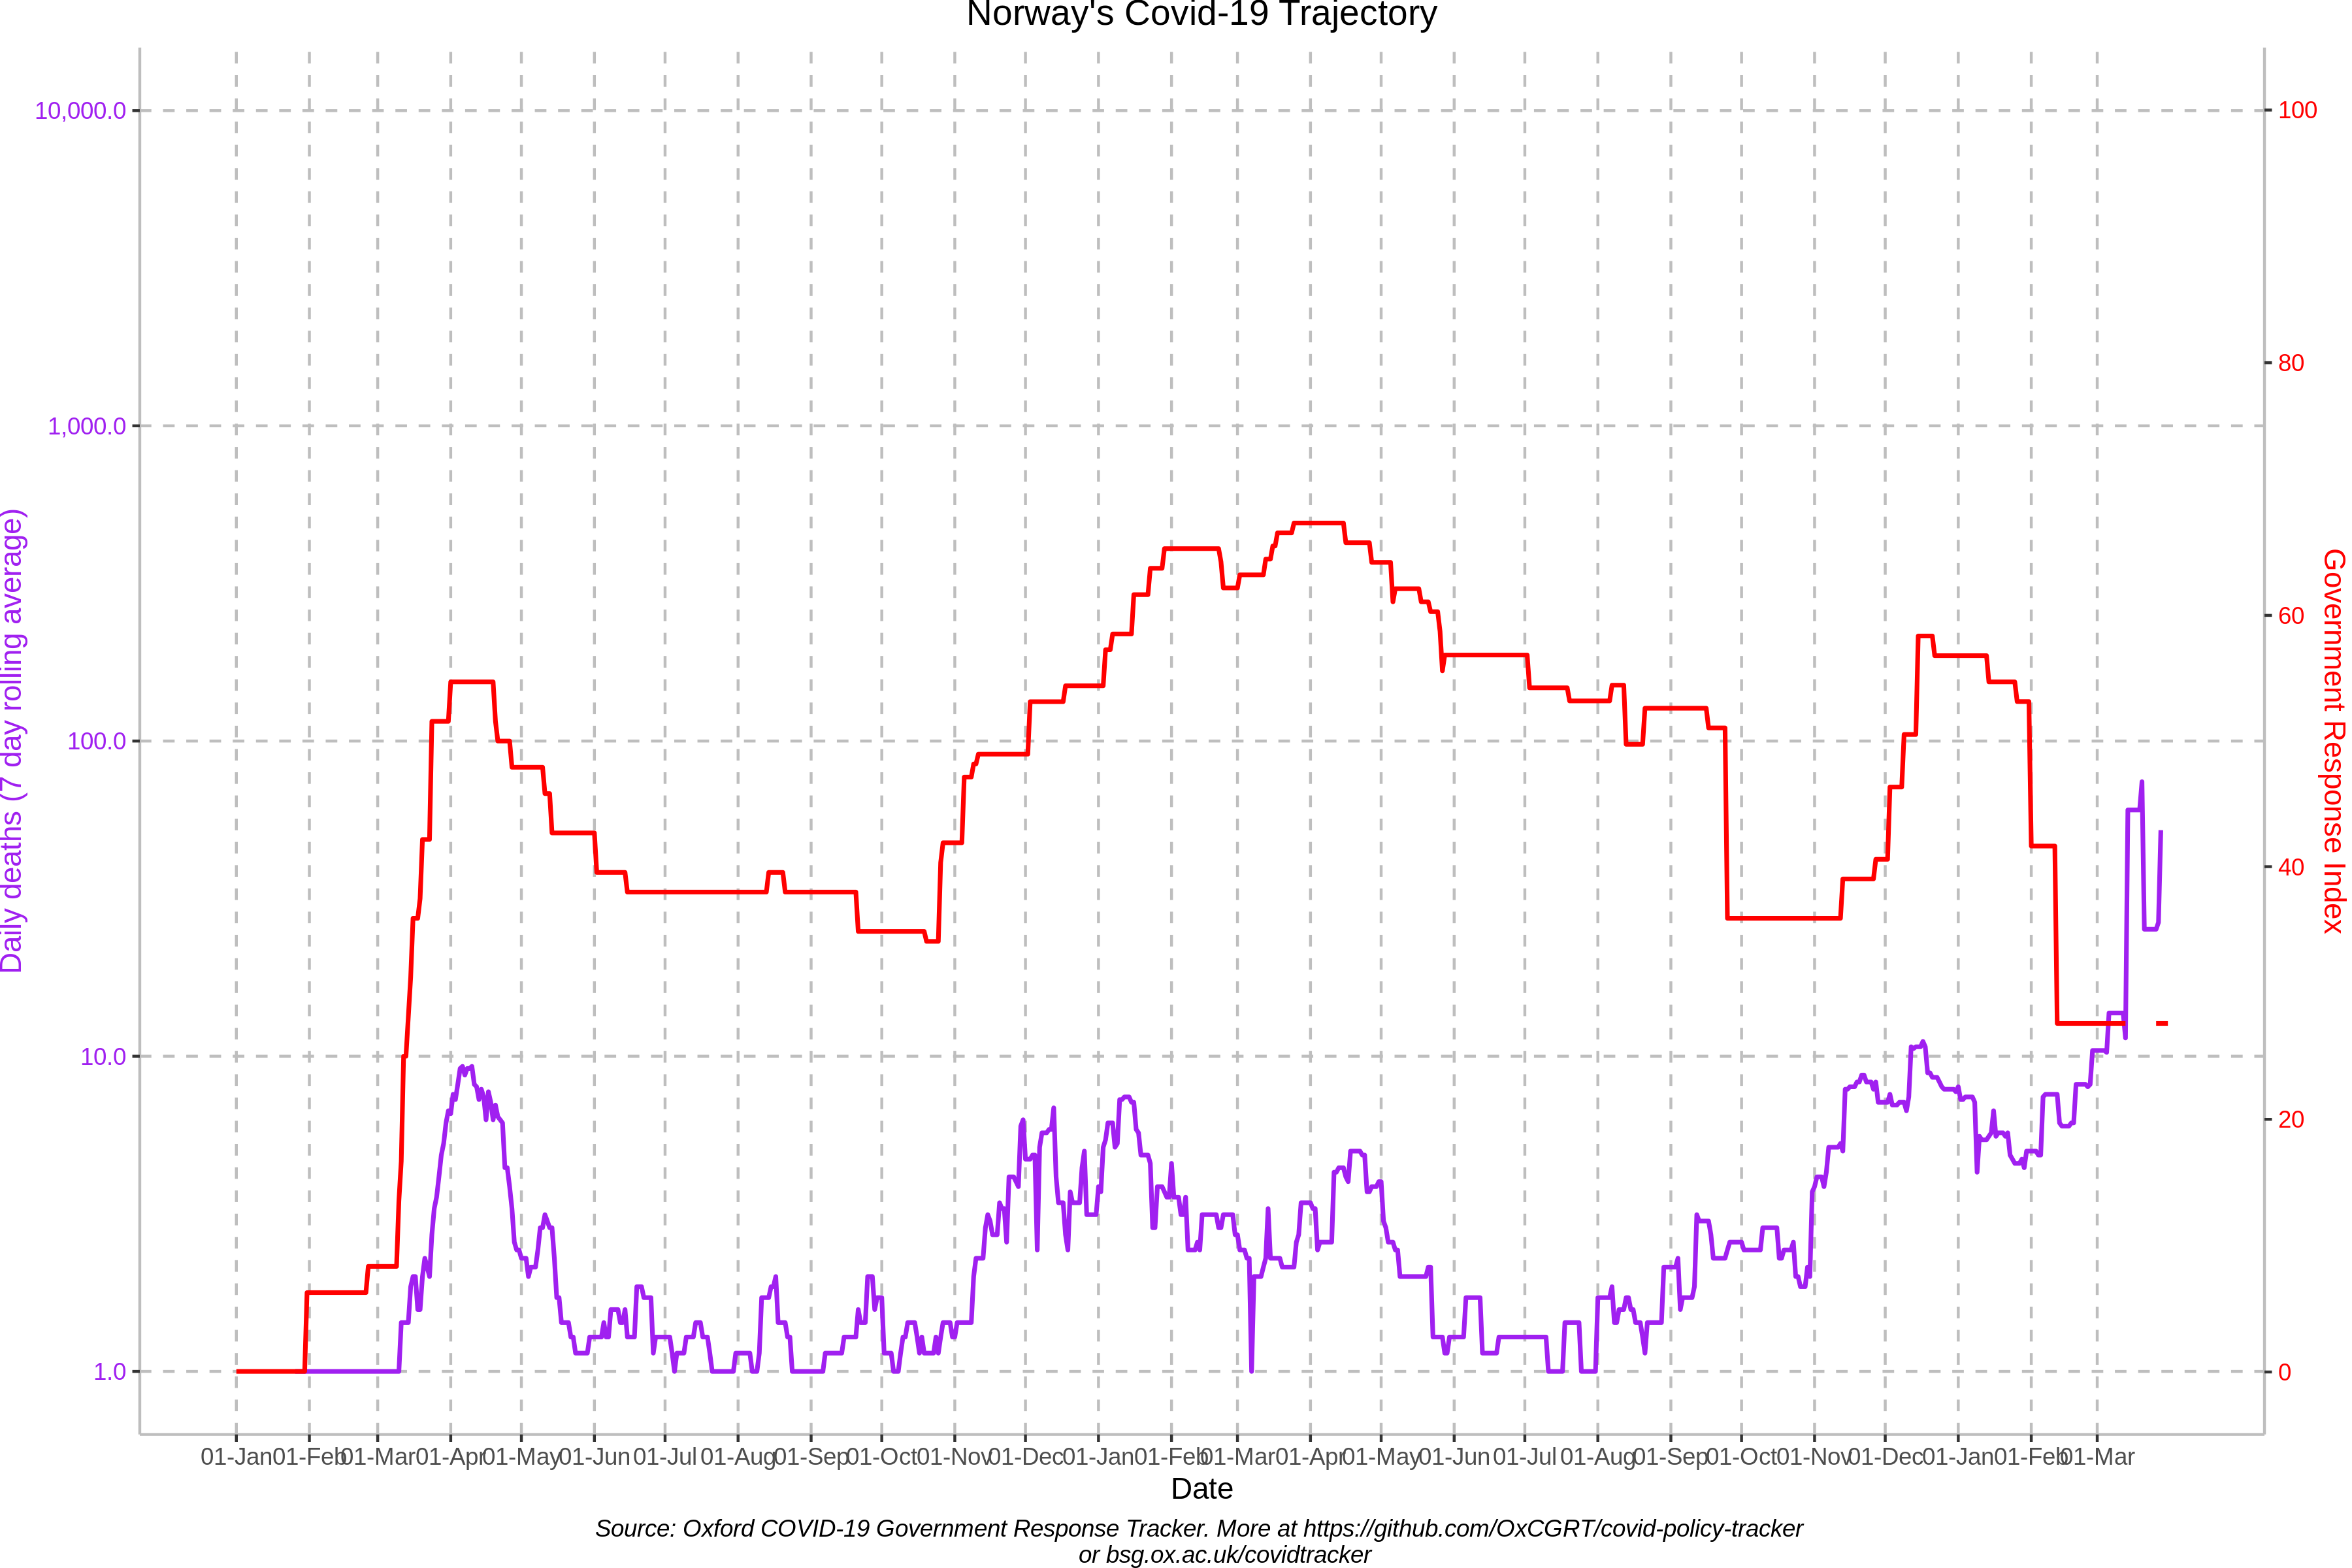 Norway's Covid-19 Trajectory
10,000.0
1,000.0
100.0
10.0
1.0
Daily deaths (7 day rolling average)
100
80
60
40
20
0
Government Response Index
01-Jan 01-Feb 01-Mar 01-Apr 01-May 01-Jun 01-Jul 01-Aug 01-Sep 01-Oct 01-Nov 01-Dec 01-Jan 01-Feb 01-Mar 01-Apr 01-May 01-Jun 01-Jul 01-Aug 01-Sep 01-Oct 01-Nov 01-Dec 01-Jan 01-Feb 01-Mar
Date
Source: Oxford COVID-19 Government Response Tracker. More at https://github.com/OxCGRT/covid-policy-tracker
or bsg.ox.ac.uk/covidtracker